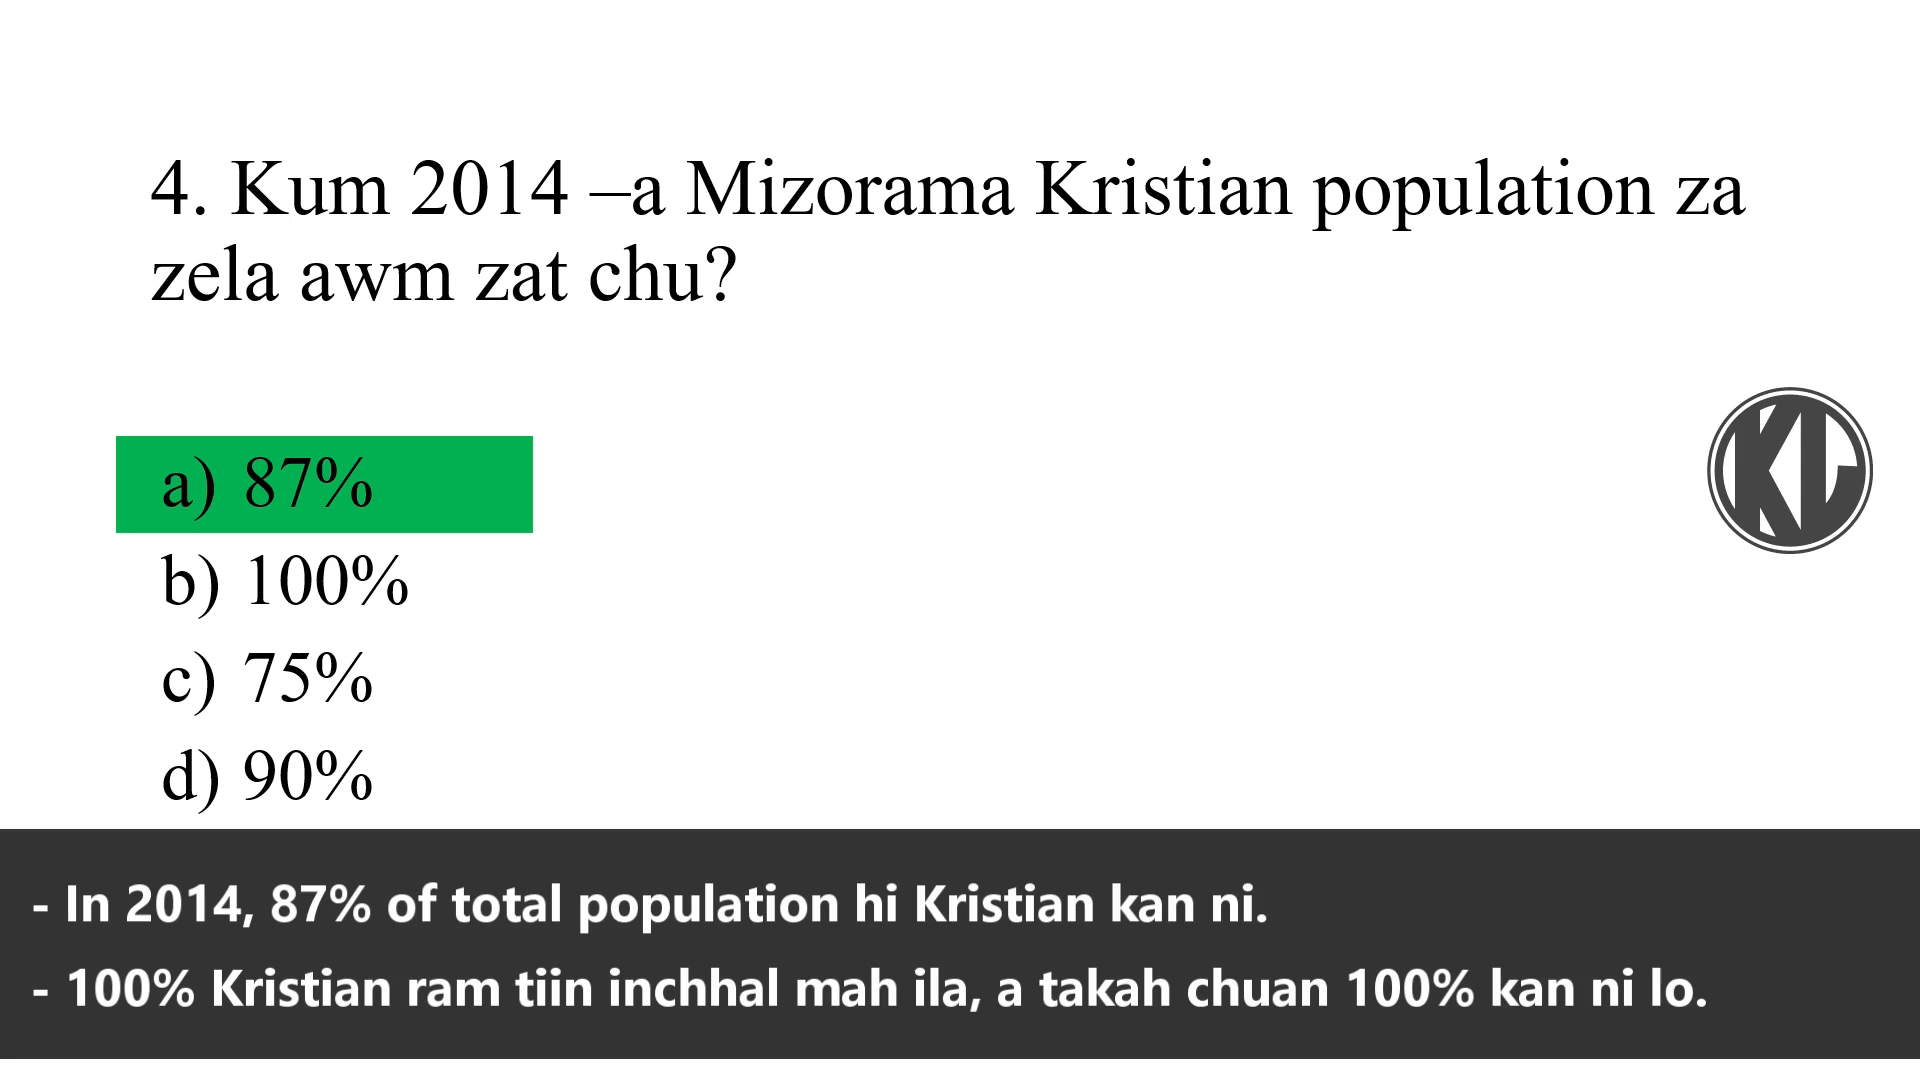 4. Kum 2014 –a Mizorama Kristian population za
zela awm zat chu?
a) 87%
KL
b) 100%
c) 75%
d) 90%
- In 2014, 87% of total population hi Kristian kan ni.
- 100% Kristian ram tiin inchhal mah ila, a takah chuan 100% kan ni lo.